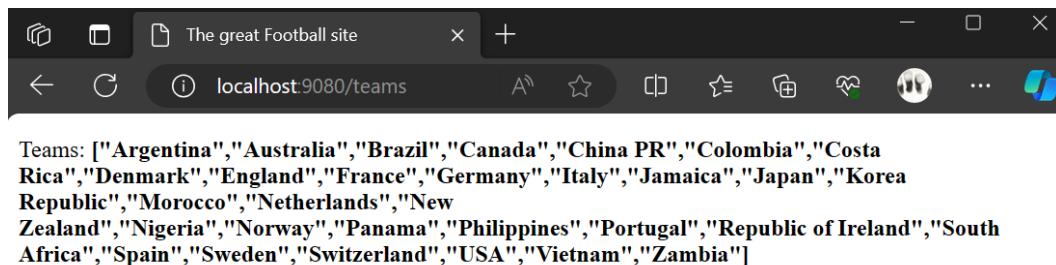 The great Football site
localhost:9080/teams
Teams: ["Argentina","Australia","Brazil","Canada","China PR","Colombia","Costa
Rica","Denmark","England","France","Germany","Italy","Jamaica","Japan","Korea
Republic","Morocco","Netherlands","New
Zealand","Nigeria","Norway","Panama","Philippines","Portugal","Republic of Ireland","South
Africa","Spain","Sweden","Switzerland","USA","Vietnam","Zambia"]